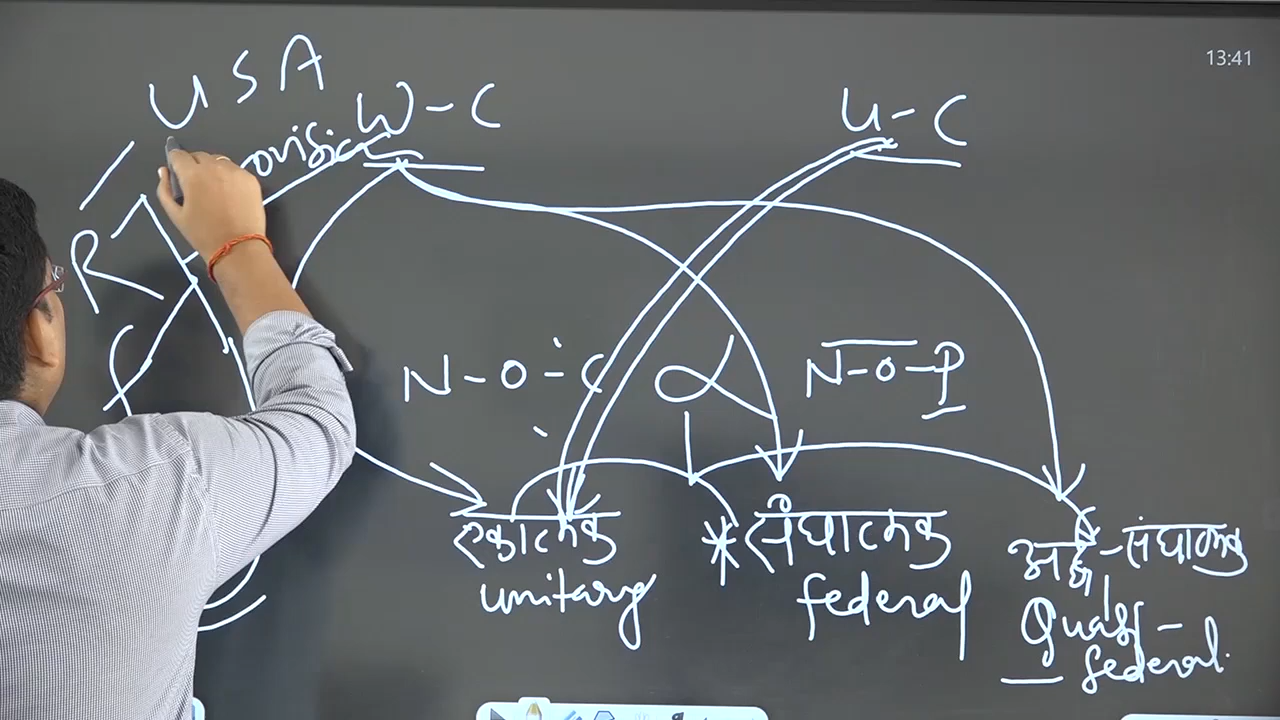 13:41
USA
W-C
U-C
R
N-O-C
α
N-O-P
एकात्मक
unitary
*संघात्मक
federal
अर्द्ध-संघात्मक
Quasi-
federal.